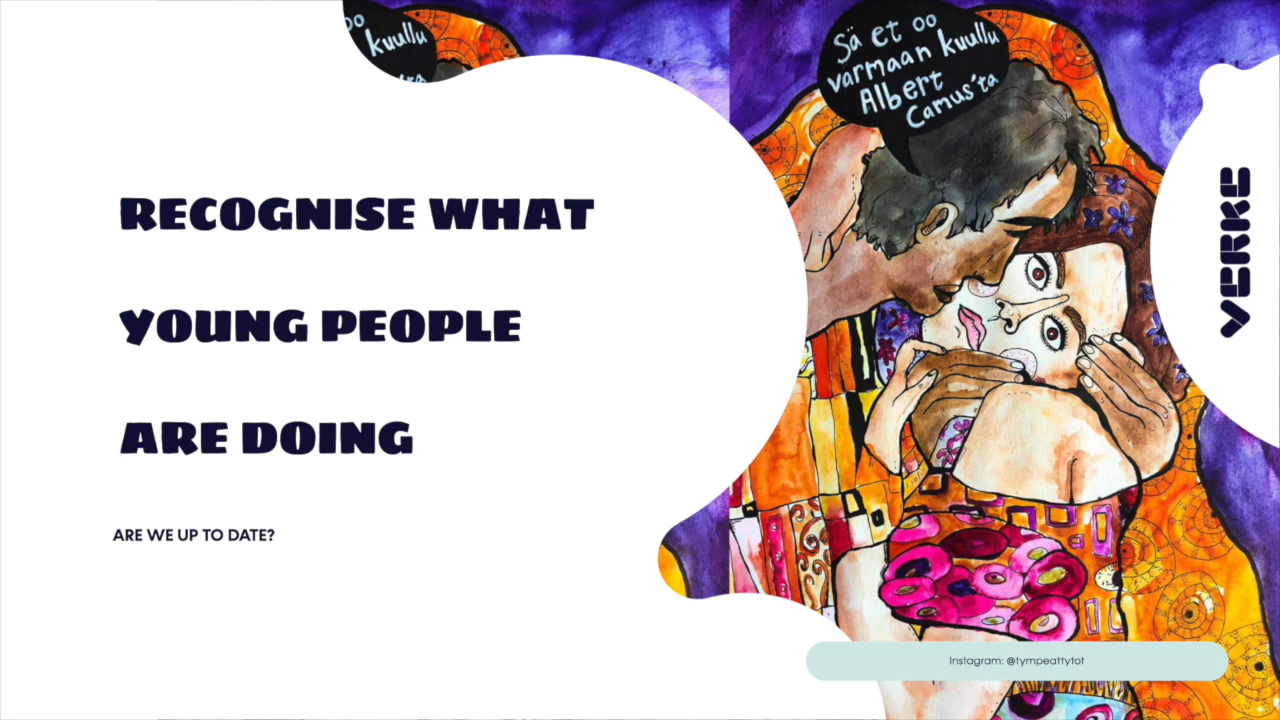 RECOGNISE WHAT
YOUNG PEOPLE
ARE DOING
ARE WE UP TO DATE?
oo
kuullu
Sä et oo
varmaan kuullu
Albert
Camus'ta
VERKE
Instagram: @tympeattytot